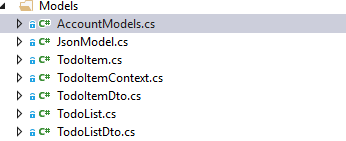 Models
C# AccountModels.cs
C# JsonModel.cs
C# TodoItem.cs
C# TodoItemContext.cs
C# TodoItemDto.cs
C# TodoList.cs
C# TodoListDto.cs